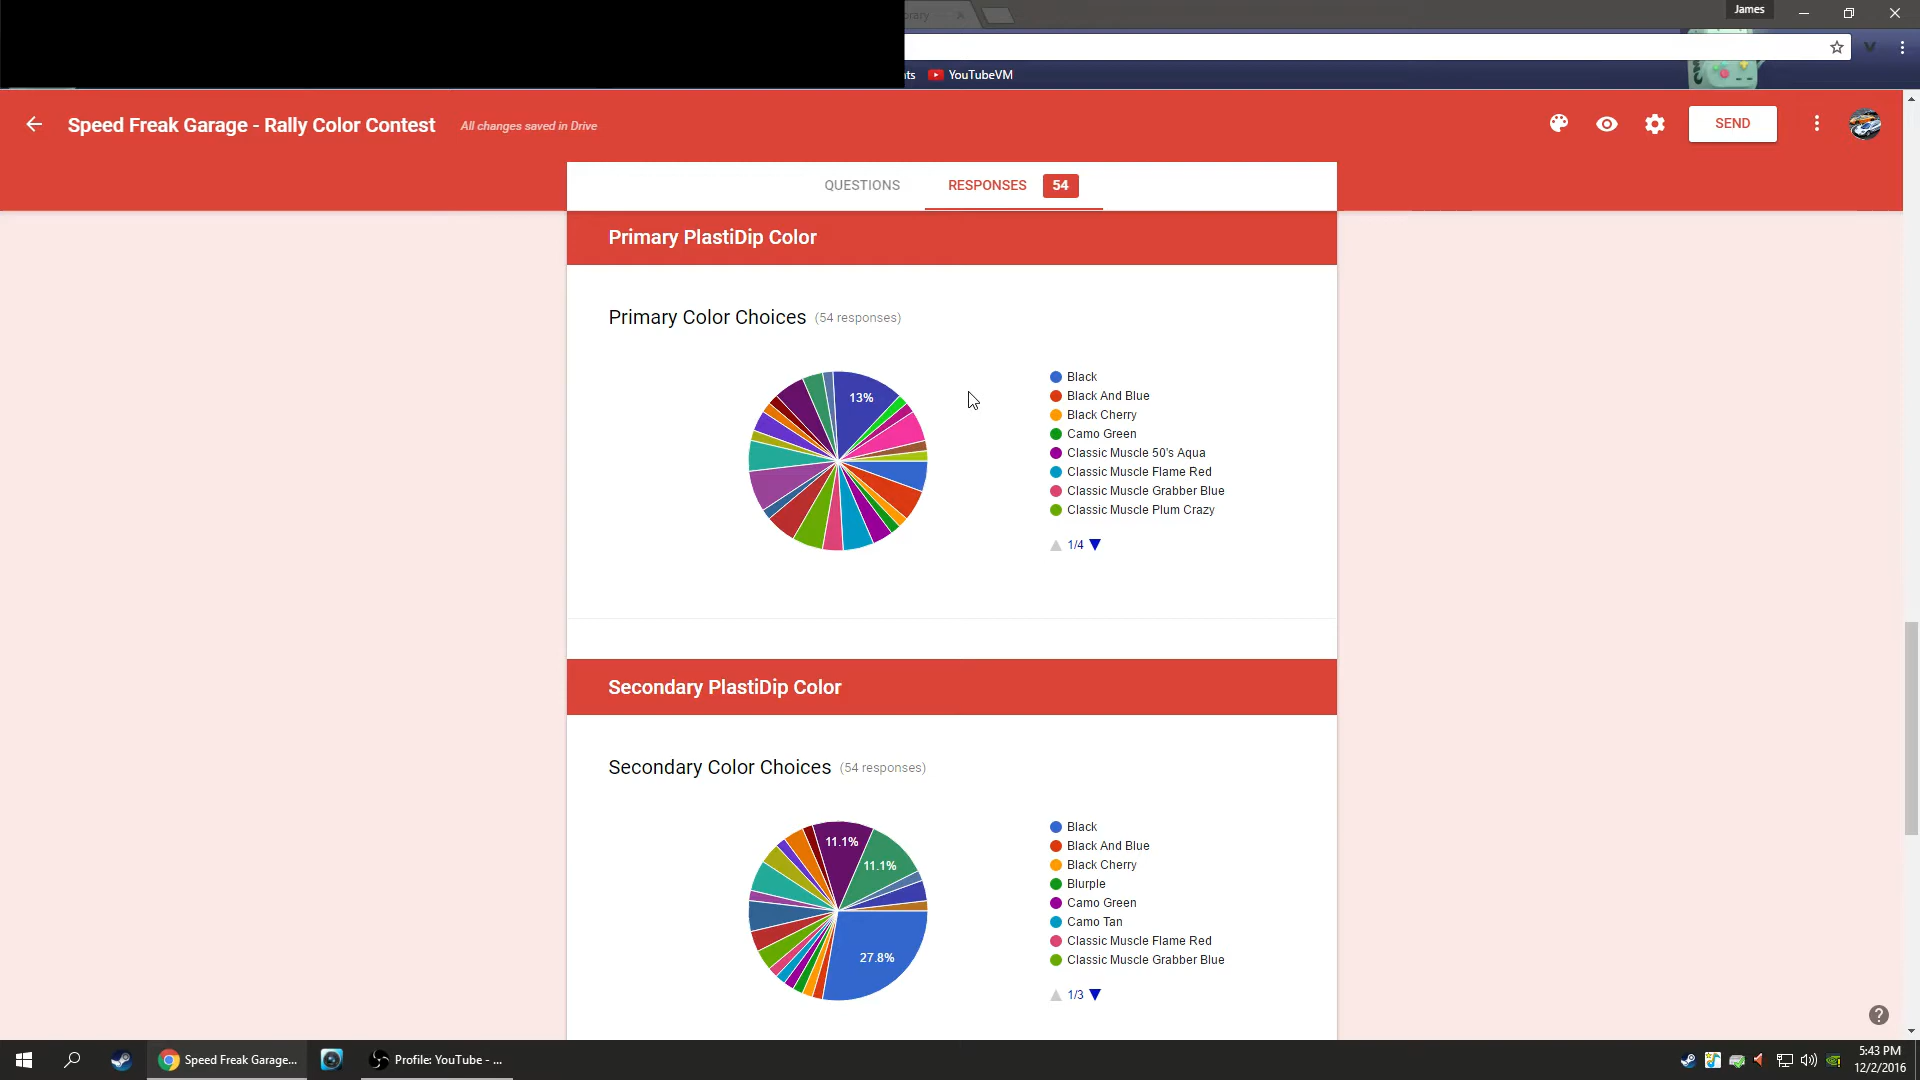 James
YouTubeVM
Speed Freak Garage - Rally Color Contest
All changes saved in Drive
SEND
QUESTIONS
RESPONSES
54
Primary PlastiDip Color
Primary Color Choices (54 responses)
13%
Black
Black And Blue
Black Cherry
Camo Green
Classic Muscle 50's Aqua
Classic Muscle Flame Red
Classic Muscle Grabber Blue
Classic Muscle Plum Crazy
1/4
Secondary PlastiDip Color
Secondary Color Choices (54 responses)
11.1%
11.1%
27.8%
Black
Black And Blue
Black Cherry
Blurple
Camo Green
Camo Tan
Classic Muscle Flame Red
Classic Muscle Grabber Blue
1/3
Speed Freak Garage...
Profile: YouTube - ...
5:43 PM
12/2/2016